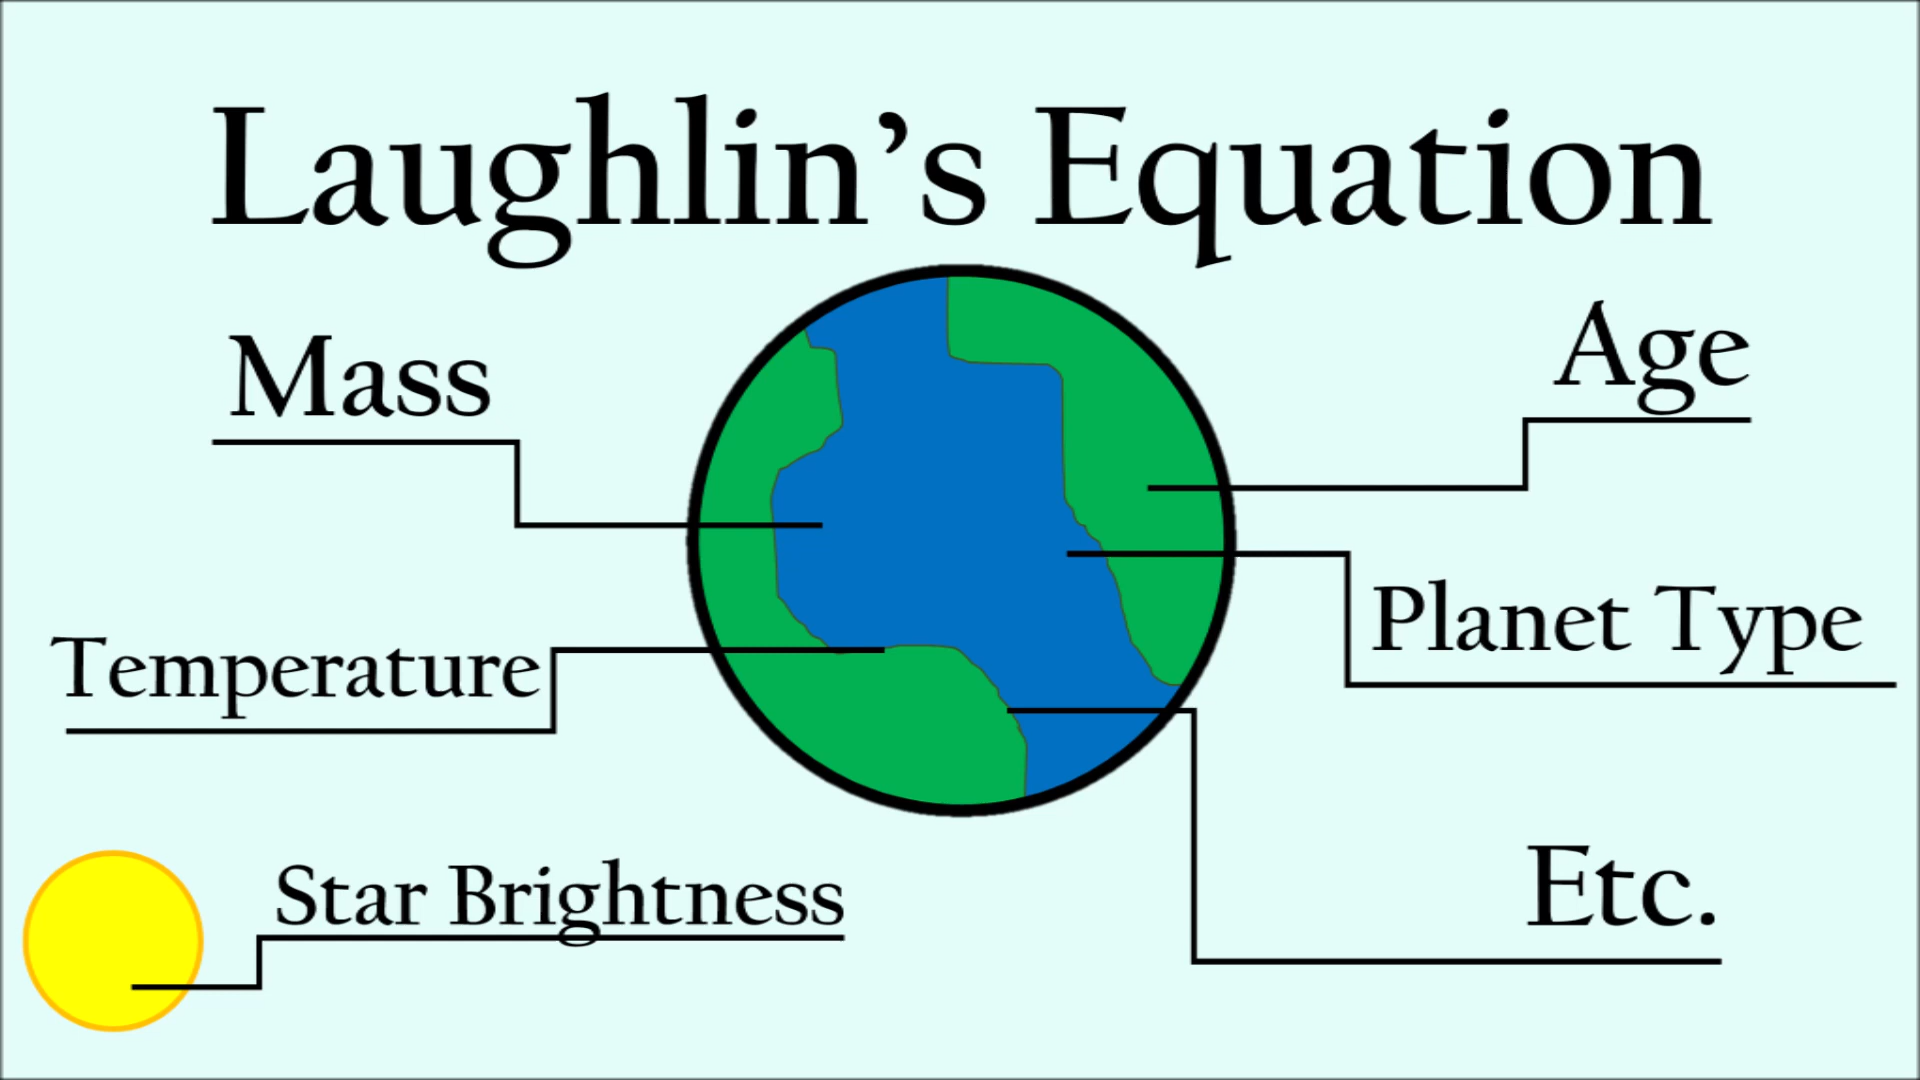 Laughlin’s Equation
Mass
Age
Temperature
Planet Type
Star Brightness
Etc.